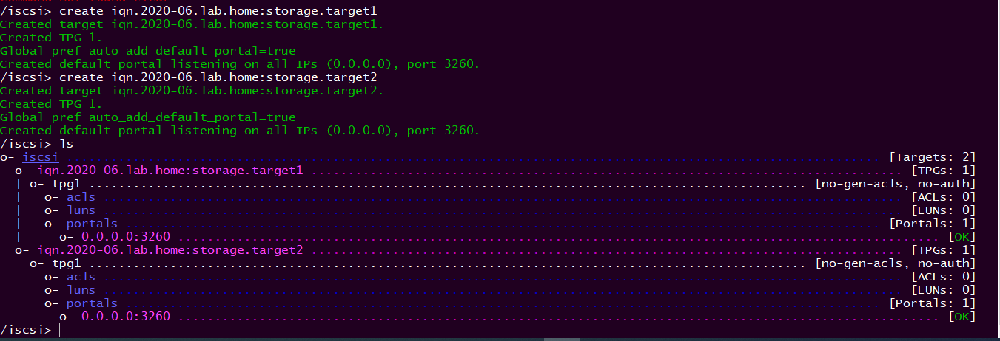 Command not found clear
/iscsi> create iqn.2020-06.lab.home:storage.target1
Created target iqn.2020-06.lab.home:storage.target1.
Created TPG 1.
Global pref auto_add_default_portal=true
Created default portal listening on all IPs (0.0.0.0), port 3260.
/iscsi> create iqn.2020-06.lab.home:storage.target2
Created target iqn.2020-06.lab.home:storage.target2.
Created TPG 1.
Global pref auto_add_default_portal=true
Created default portal listening on all IPs (0.0.0.0), port 3260.
/iscsi> ls
o- iscsi ............................................................................................................ [Targets: 2]
o- iqn.2020-06.lab.home:storage.target1 ................................................................................ [TPGs: 1]
| o- tpg1 ................................................................................................. [no-gen-acls, no-auth]
| o- acls ............................................................................................................ [ACLs: 0]
| o- luns ............................................................................................................ [LUNs: 0]
| o- portals ...................................................................................................... [Portals: 1]
| o- 0.0.0.0:3260 ....................................................................................................... [OK]
o- iqn.2020-06.lab.home:storage.target2 ................................................................................ [TPGs: 1]
o- tpg1 ................................................................................................. [no-gen-acls, no-auth]
o- acls ............................................................................................................ [ACLs: 0]
o- luns ............................................................................................................ [LUNs: 0]
o- portals ...................................................................................................... [Portals: 1]
o- 0.0.0.0:3260 ....................................................................................................... [OK]
/iscsi>